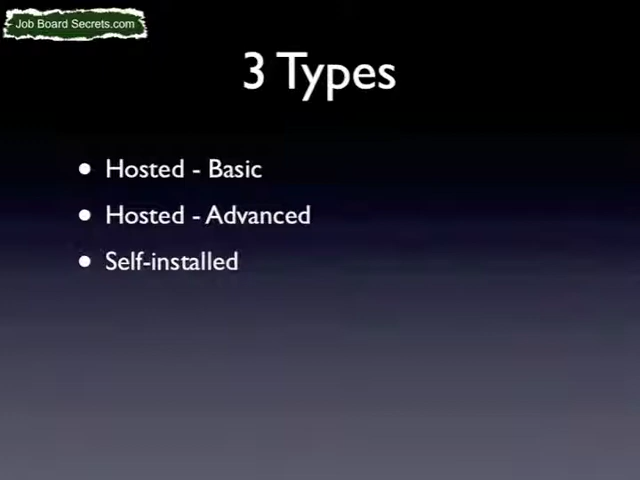 Job Board Secrets.com
3 Types
• Hosted - Basic
• Hosted - Advanced
• Self-installed